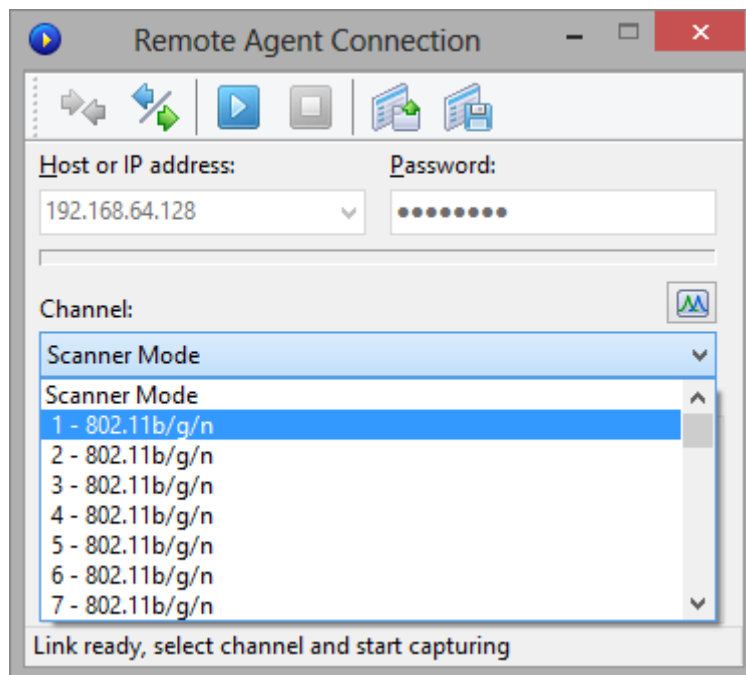 Remote Agent Connection
Host or IP address: Password:
192.168.64.128
Channel:
Scanner Mode
Scanner Mode
1 - 802.11b/g/n
2 - 802.11b/g/n
3 - 802.11b/g/n
4 - 802.11b/g/n
5 - 802.11b/g/n
6 - 802.11b/g/n
7 - 802.11b/g/n
Link ready, select channel and start capturing